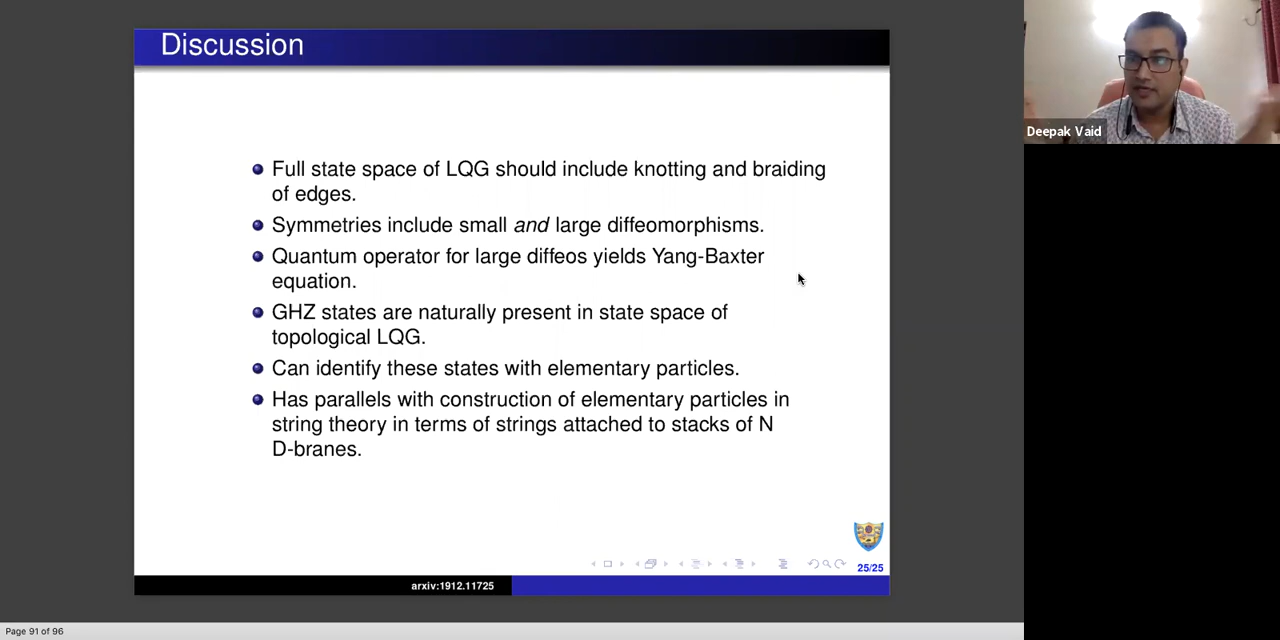 Discussion
Full state space of LQG should include knotting and braiding
of edges.
Symmetries include small and large diffeomorphisms.
Quantum operator for large diffeos yields Yang-Baxter
equation.
GHZ states are naturally present in state space of
topological LQG.
Can identify these states with elementary particles.
Has parallels with construction of elementary particles in
string theory in terms of strings attached to stacks of N
D-branes.
25/25
arxiv:1912.11725
Page 91 of 96
Deepak Vaid